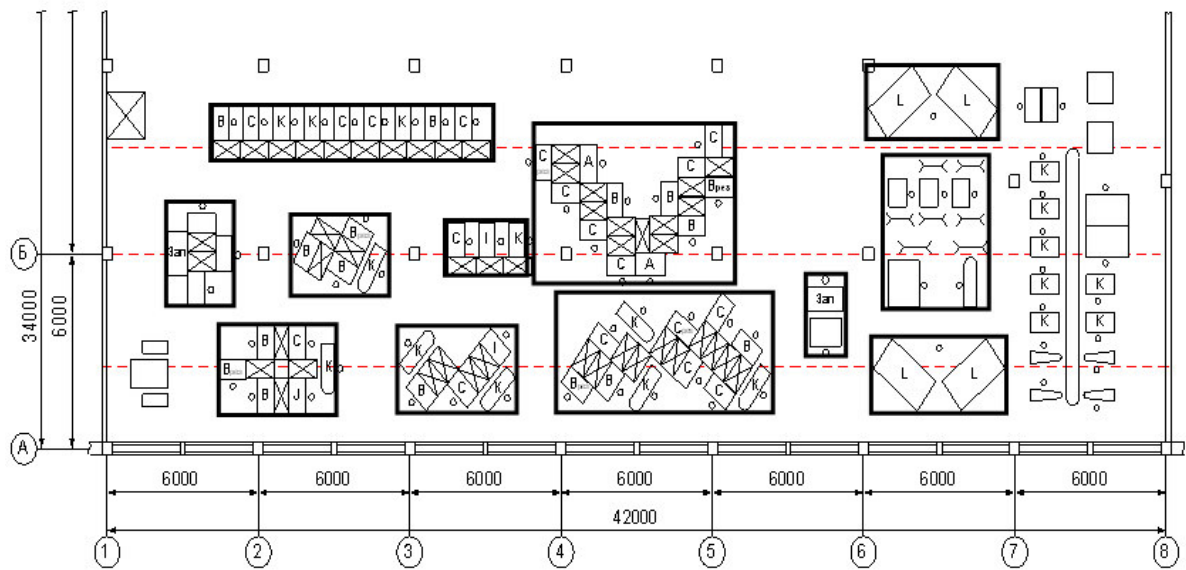 L L
B C K K C C K B C
C A C
K
C C
B B Bрез
K
Зап B C I K B
B B K C A
Б
K
K K
Зап
34000
6000
K C
K K
B C K I C B
B K C C L L
B C K
B J B C K C K
А
6000 6000 6000 6000 6000 6000 6000
42000
1 2 3 4 5 6 7 8